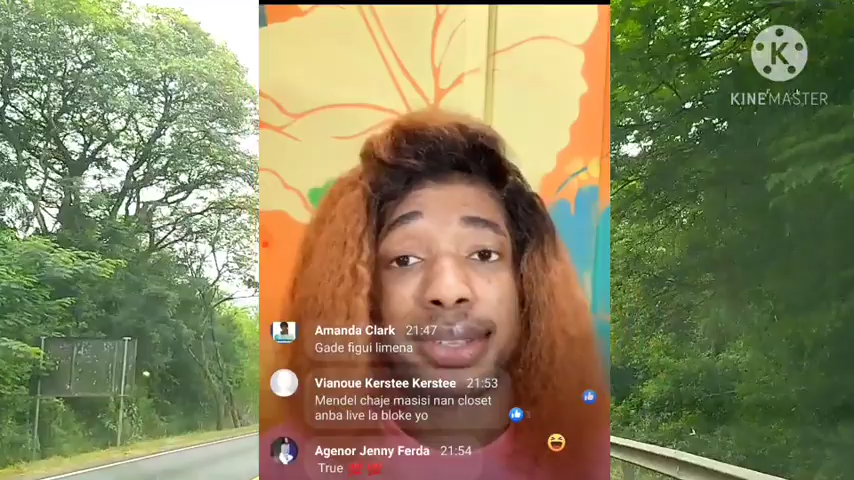 K
KINEMASTER
Amanda Clark 21:47
Gade figui limena
Vianoue Kerstee Kerstee 21:53
Mendel chaje masisi nan closet
anba live la bloke yo
Agenor Jenny Ferda 21:54
True